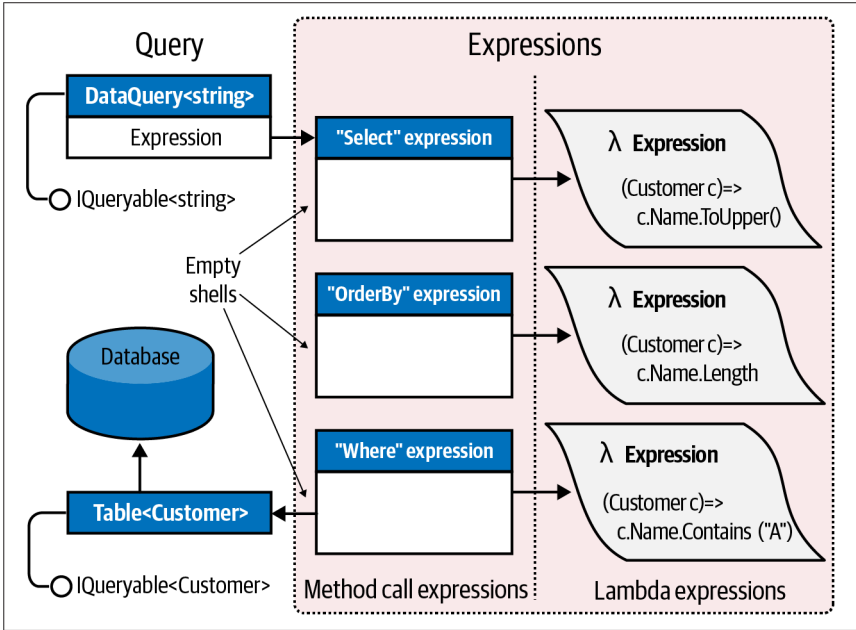 Query
Expressions
DataQuery<string>
Expression
IQueryable<string>
"Select" expression
λ Expression
(Customer c)=>
c.Name.ToUpper()
Empty
shells
"OrderBy" expression
λ Expression
(Customer c)=>
c.Name.Length
Database
"Where" expression
λ Expression
(Customer c)=>
c.Name.Contains ("A")
Table<Customer>
IQueryable<Customer>
Method call expressions
Lambda expressions